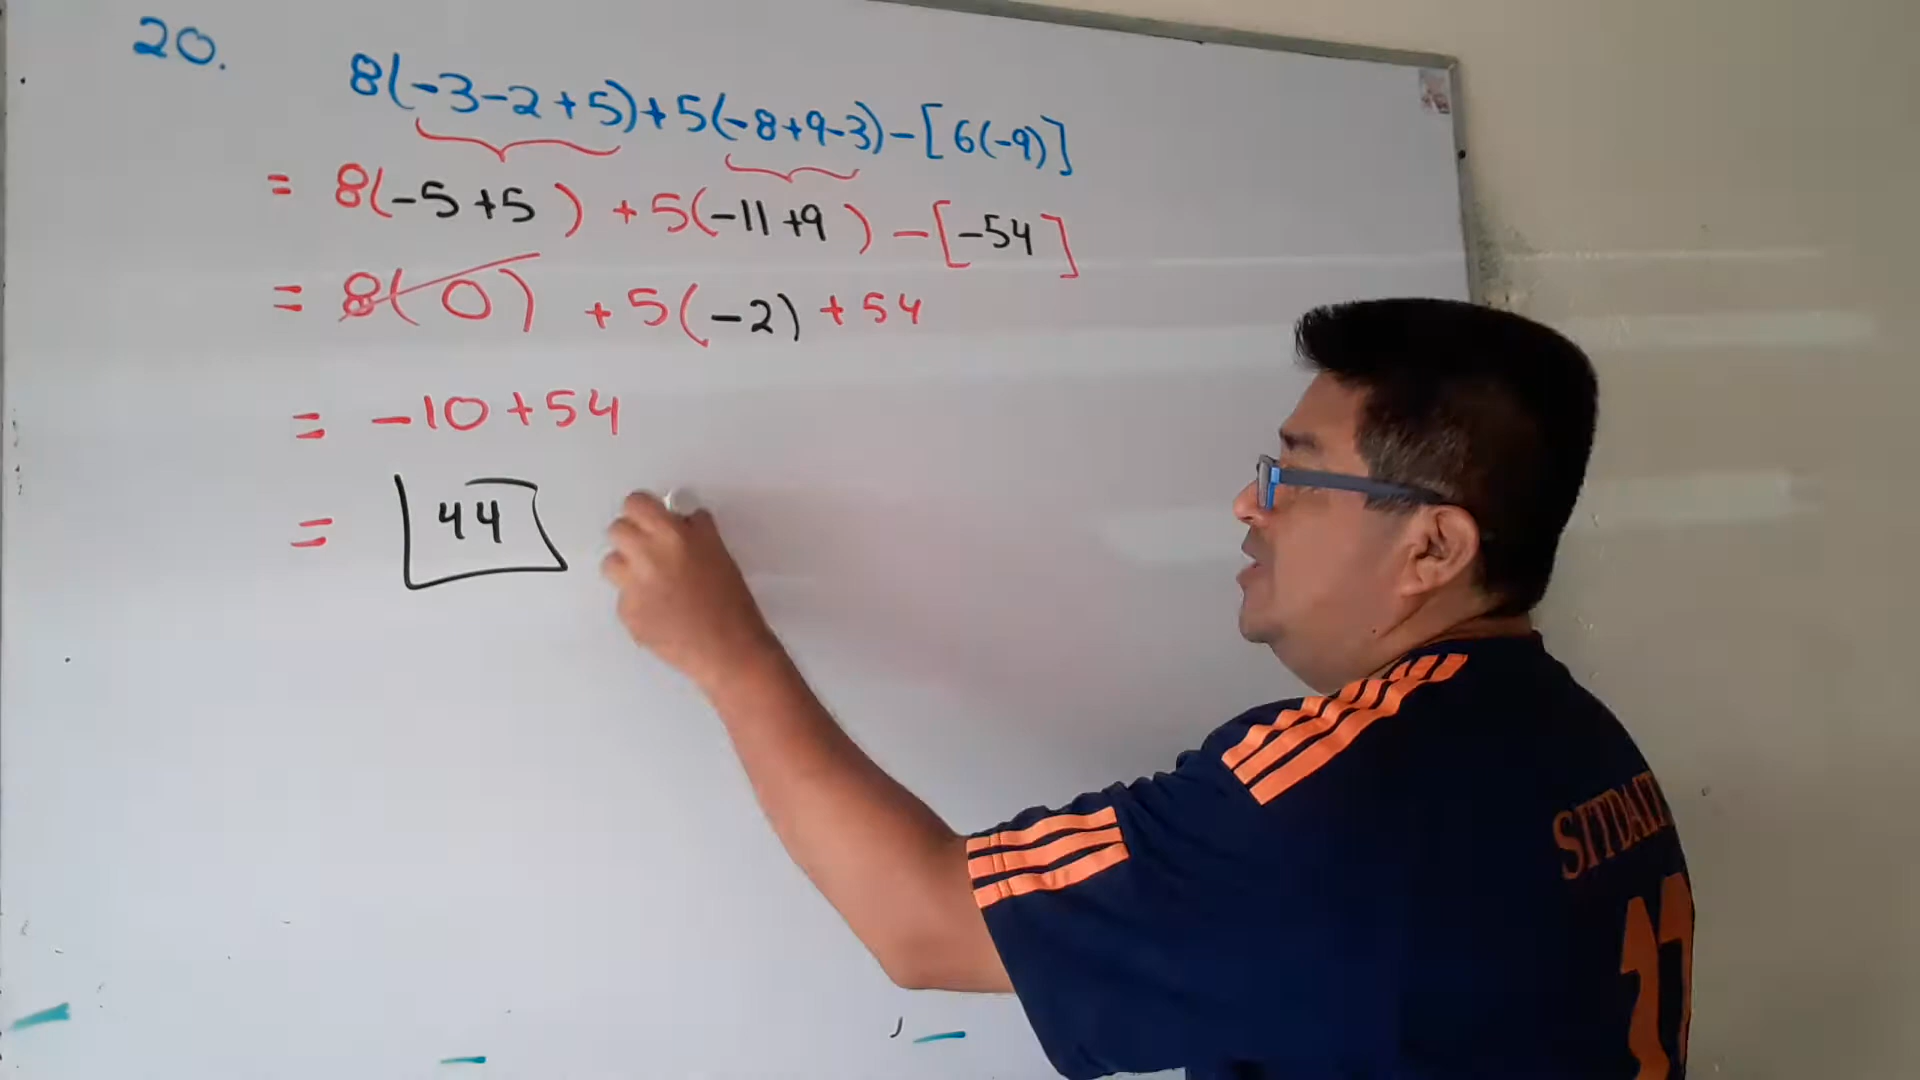 20.
8(-3-2+5)+5(-8+9-3)-[6(-9)]
= 8(-5+5) +5(-11+9) -[-54]
= 8(0) +5(-2) +54
= -10+54
= 44